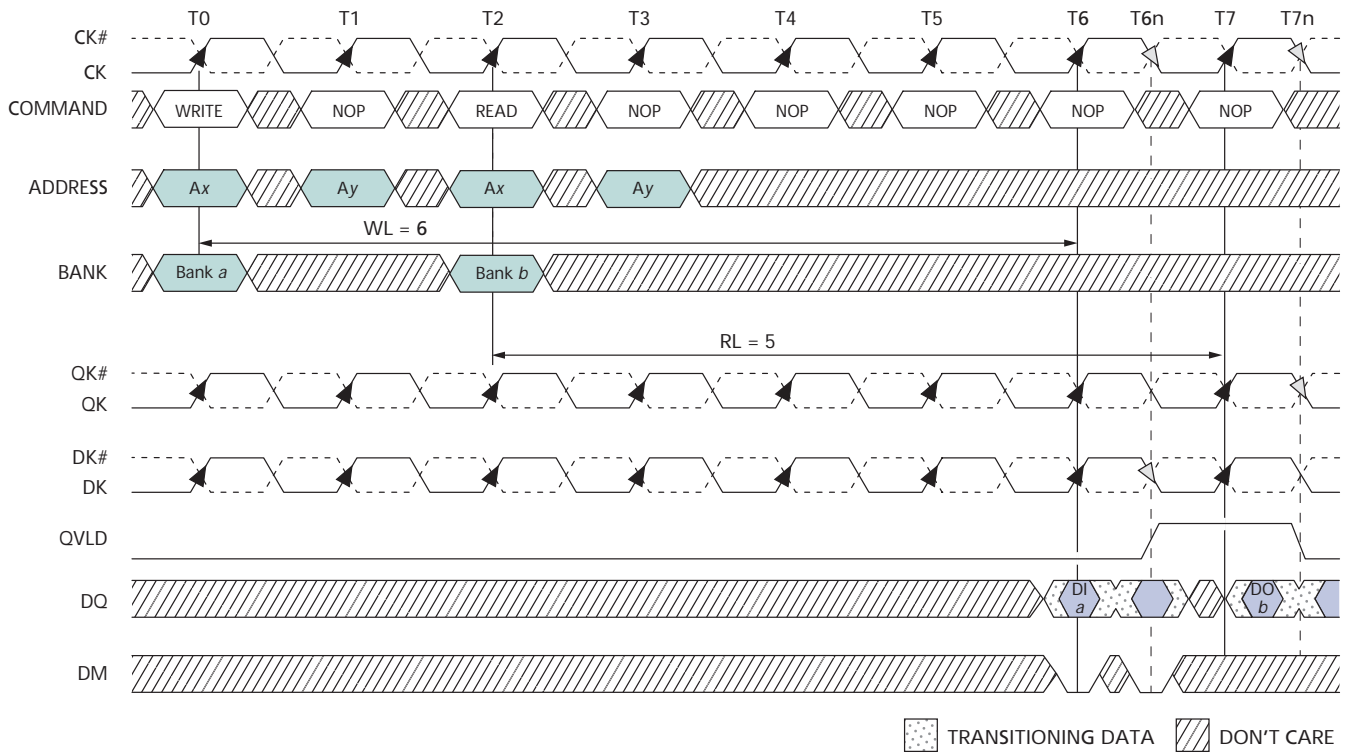 T0 T1 T2 T3 T4 T5 T6 T6n T7 T7n
CK#
CK
COMMAND WRITE NOP READ NOP NOP NOP NOP NOP
ADDRESS Ax Ay Ax Ay
WL = 6
BANK Bank a Bank b
RL = 5
QK#
QK
DK#
DK
QVLD
DQ DI a DO b
DM
TRANSITIONING DATA DON'T CARE